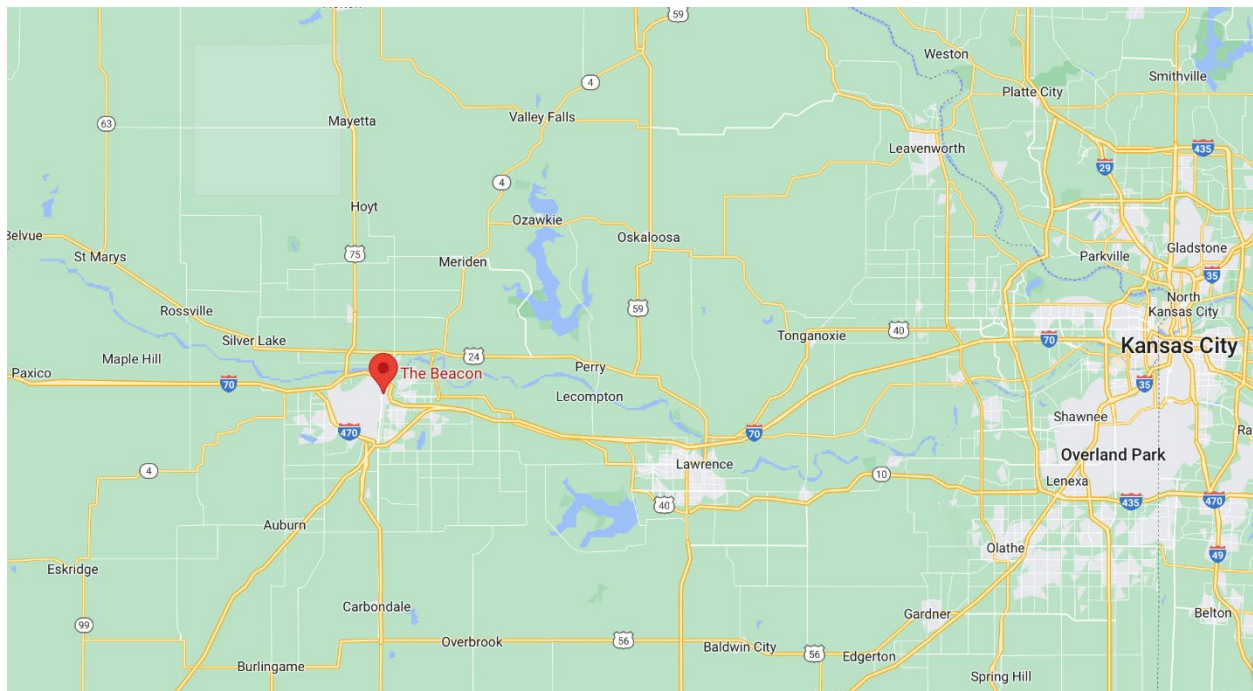 59
Weston
Smithville
Platte City
4
63
Mayetta
Valley Falls
Leavenworth
435
29
4
Hoyt
Ozawkie
Oskaloosa
Belvue
St Marys
75
Meriden
Parkville
Gladstone
35
Rossville
59
North
Kansas City
Silver Lake
Tonganoxie
40
70
Kansas City
Maple Hill
24
Perry
Paxico
70
The Beacon
Lecompton
35
Shawnee
470
70
Overland Park
Lawrence
4
10
Lenexa
40
435
470
Auburn
Olathe
49
Eskridge
Carbondale
Gardner
Belton
99
Overbrook
56
Baldwin City
56
Edgerton
Burlingame
Spring Hill